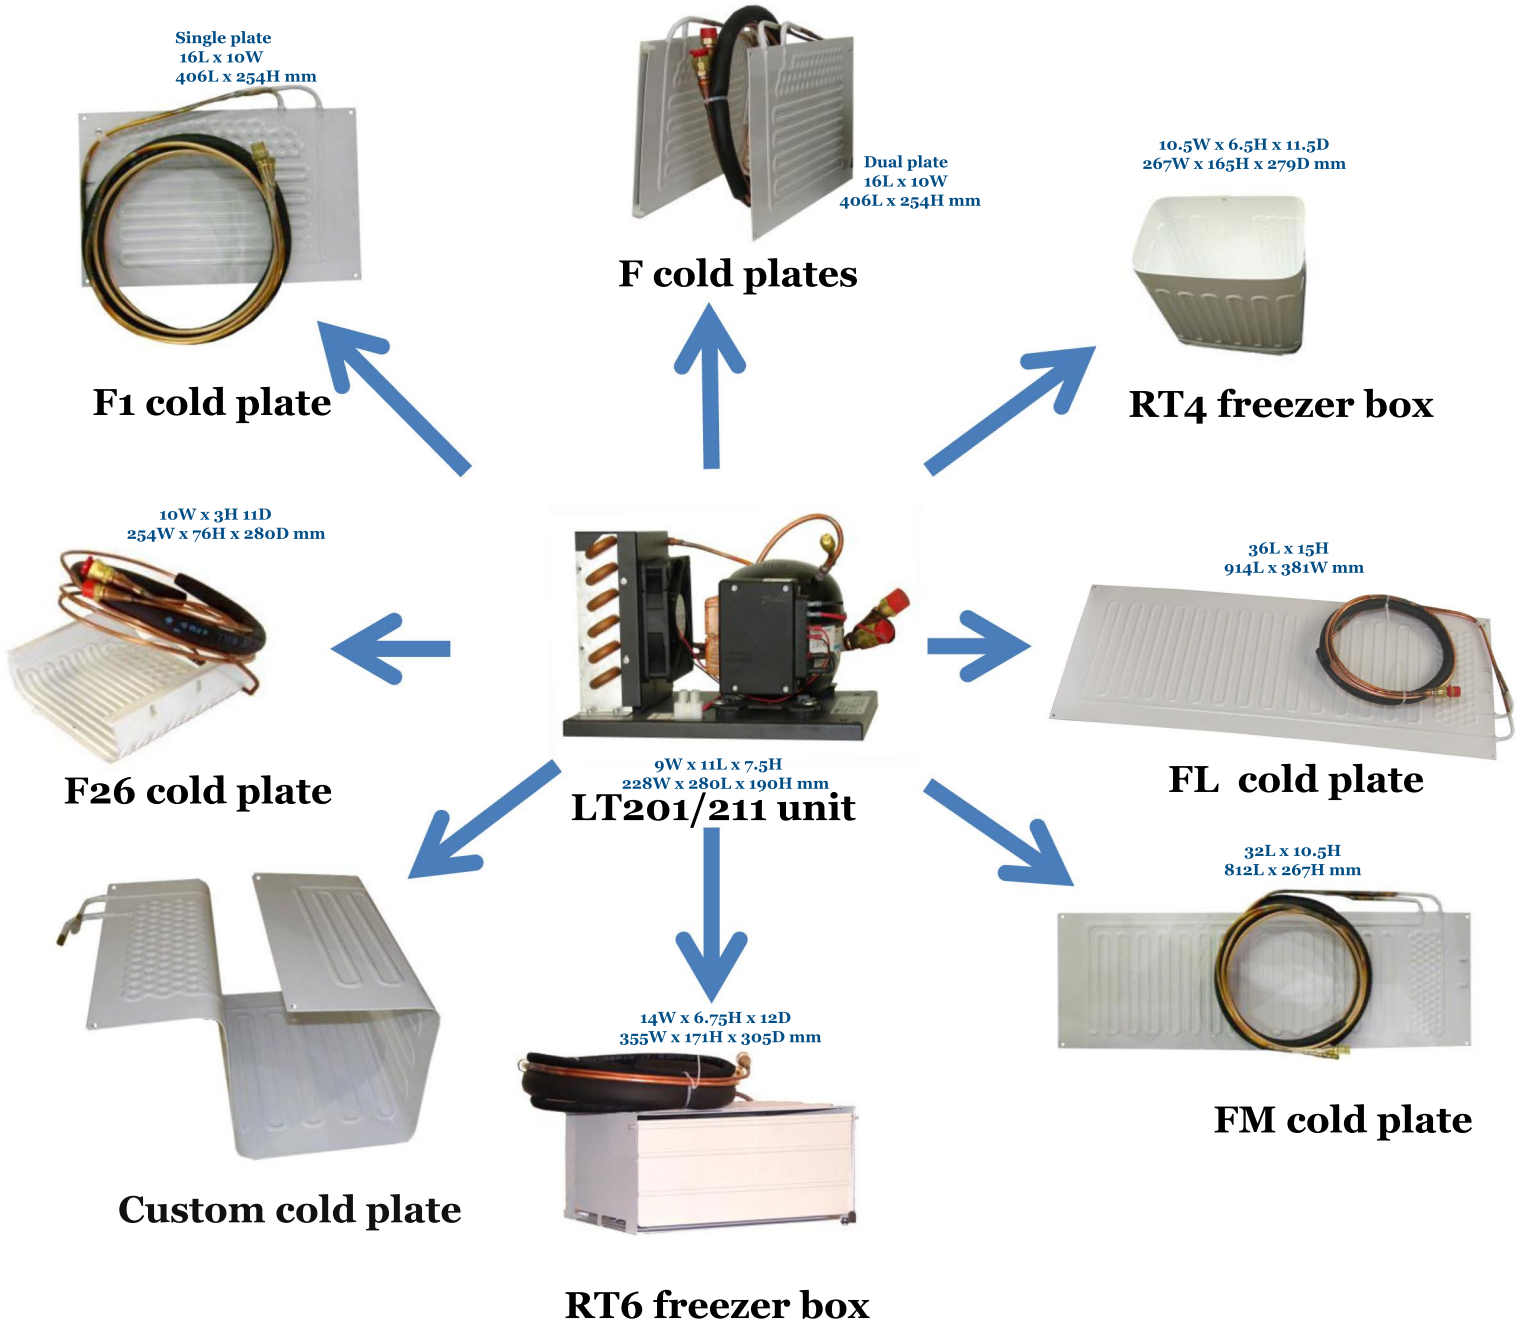 Single plate
16L x 10W
406L x 254H mm
F1 cold plate
Dual plate
16L x 10W
406L x 254H mm
F cold plates
10.5W x 6.5H x 11.5D
267W x 165H x 279D mm
RT4 freezer box
10W x 3H 11D
254W x 76H x 280D mm
F26 cold plate
9W x 11L x 7.5H
228W x 280L x 190H mm
LT201/211 unit
36L x 15H
914L x 381W mm
FL cold plate
32L x 10.5H
812L x 267H mm
FM cold plate
Custom cold plate
14W x 6.75H x 12D
355W x 171H x 305D mm
RT6 freezer box